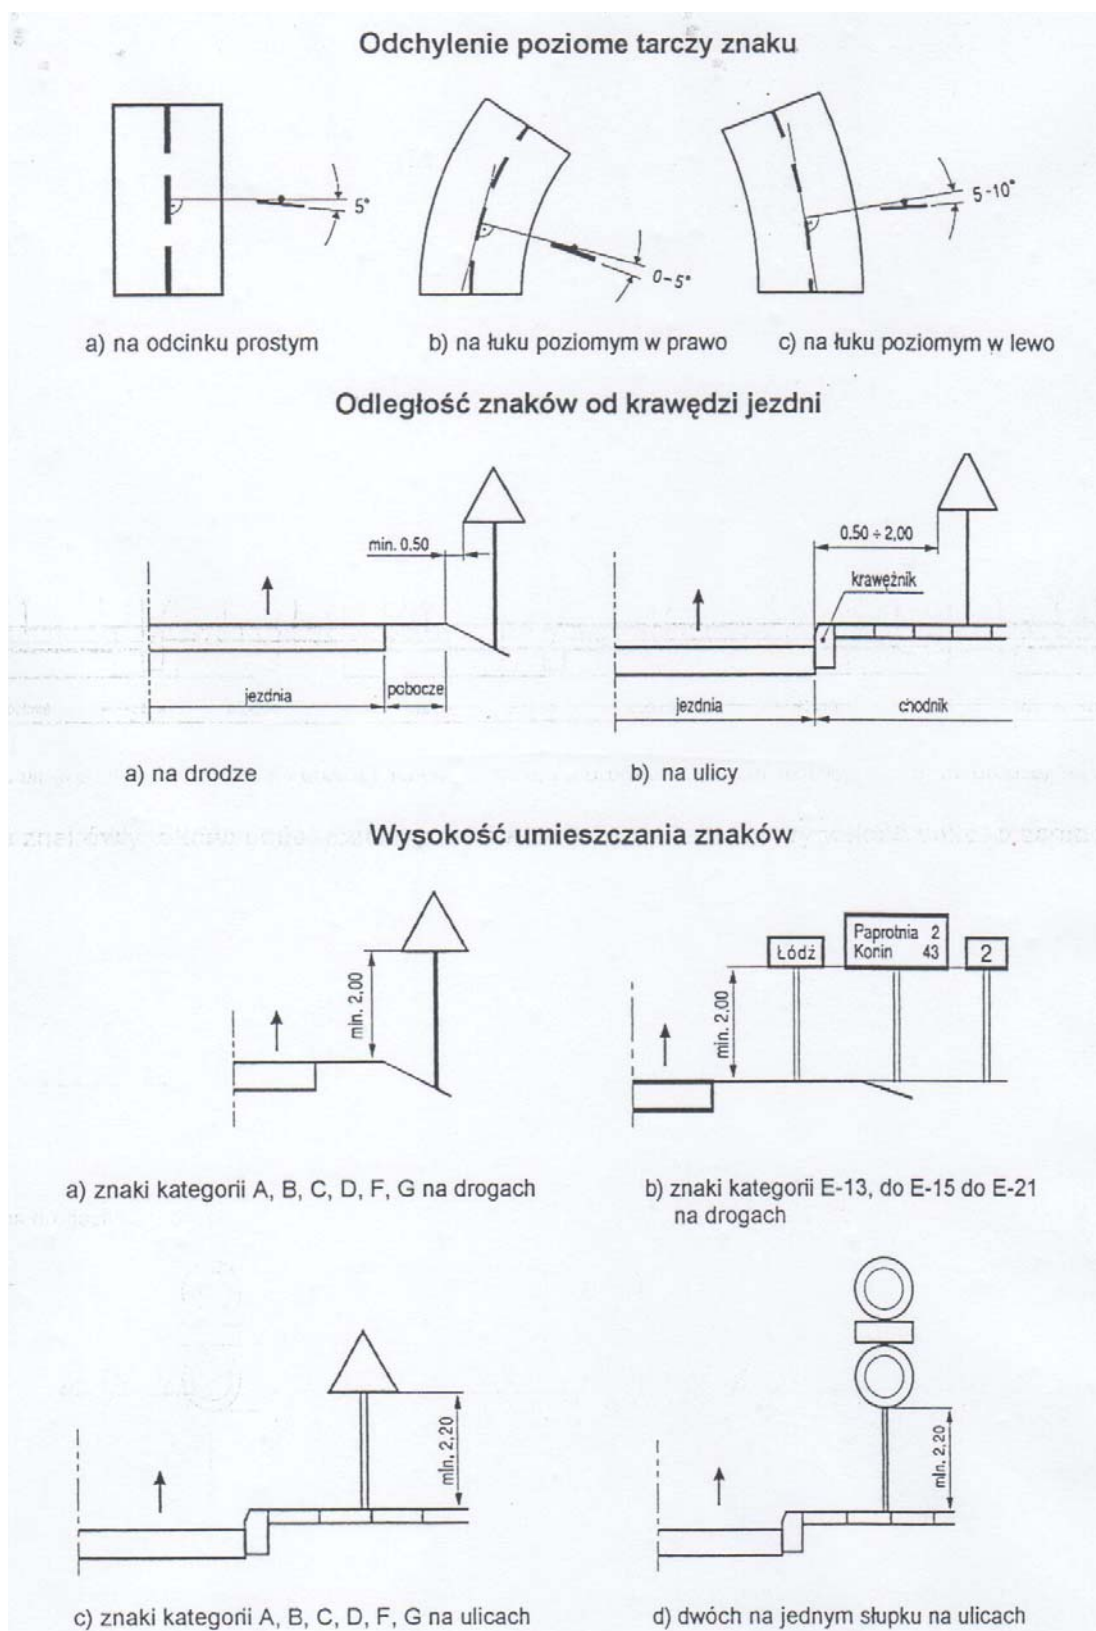 Odchylenie poziome tarczy znaku
5°
0-5°
5-10°
a) na odcinku prostym
b) na łuku poziomym w prawo
c) na łuku poziomym w lewo
Odległość znaków od krawędzi jezdni
min. 0,50
0.50 ÷ 2,00
krawężnik
jezdnia
pobocze
jezdnia
chodnik
a) na drodze
b) na ulicy
Wysokość umieszczania znaków
min. 2,00
min. 2,00
Łódź
Paprotnia 2
Konin 43
2
a) znaki kategorii A, B, C, D, F, G na drogach
b) znaki kategorii E-13, do E-15 do E-21
na drogach
min. 2,20
min. 2,20
c) znaki kategorii A, B, C, D, F, G na ulicach
d) dwóch na jednym słupku na ulicach